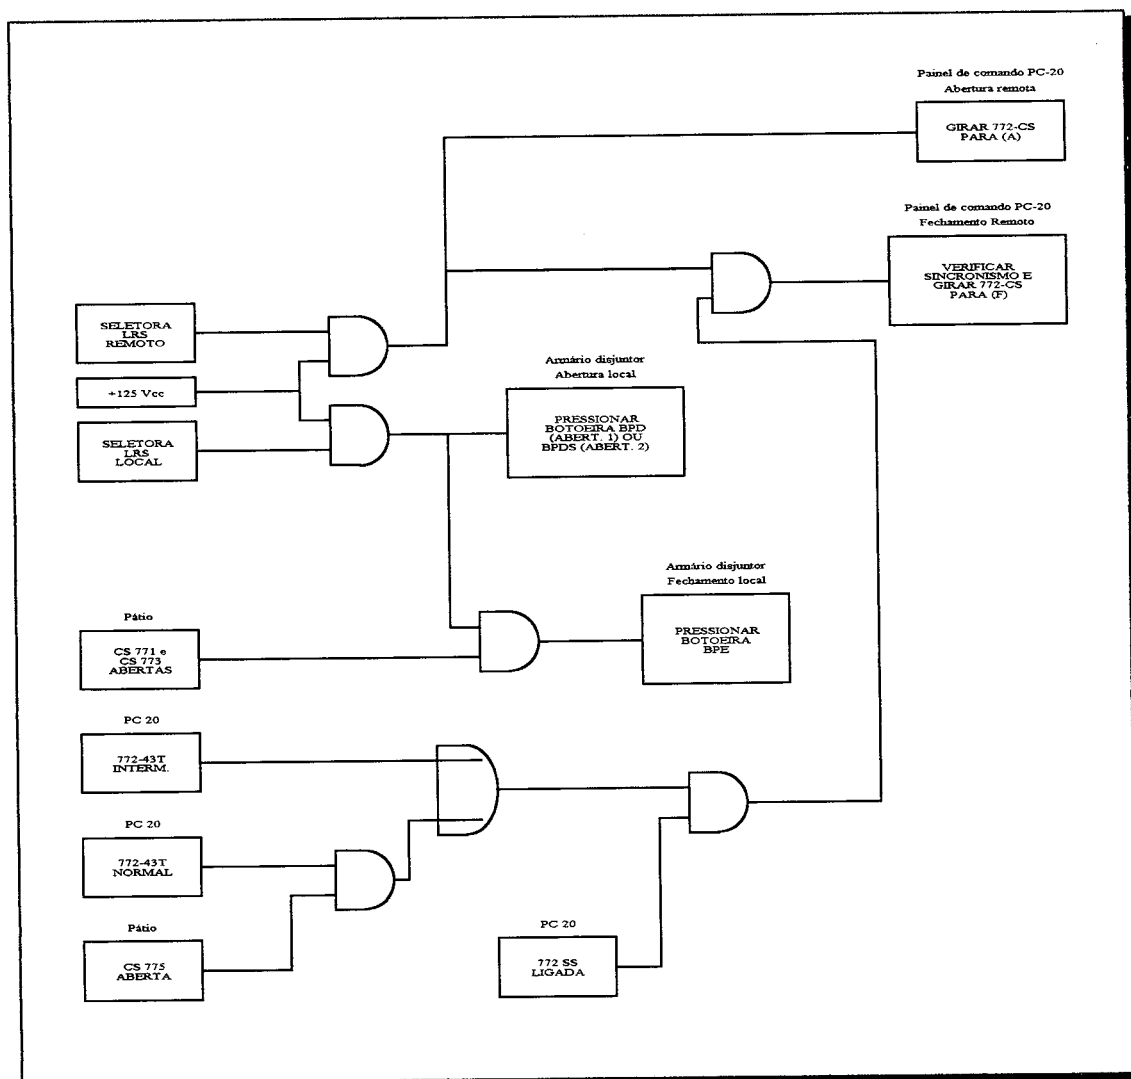 Painel de comando PC-20
Abertura remota
GIRAR 772-CS
PARA (A)
Painel de comando PC-20
Fechamento Remoto
VERIFICAR
SINCRONISMO E
GIRAR 772-CS
PARA (F)
SELETORA
LRS
REMOTO
+125 Vcc
SELETORA
LRS
LOCAL
Armário disjuntor
Abertura local
PRESSIONAR
BOTOEIRA BPD
(ABERT. 1) OU
BPDS (ABERT. 2)
Armário disjuntor
Fechamento local
PRESSIONAR
BOTOEIRA
BPE
Pátio
CS 771 e
CS 773
ABERTAS
PC 20
772-43T
INTERM.
PC 20
772-43T
NORMAL
Pátio
CS 775
ABERTA
PC 20
772 SS
LIGADA